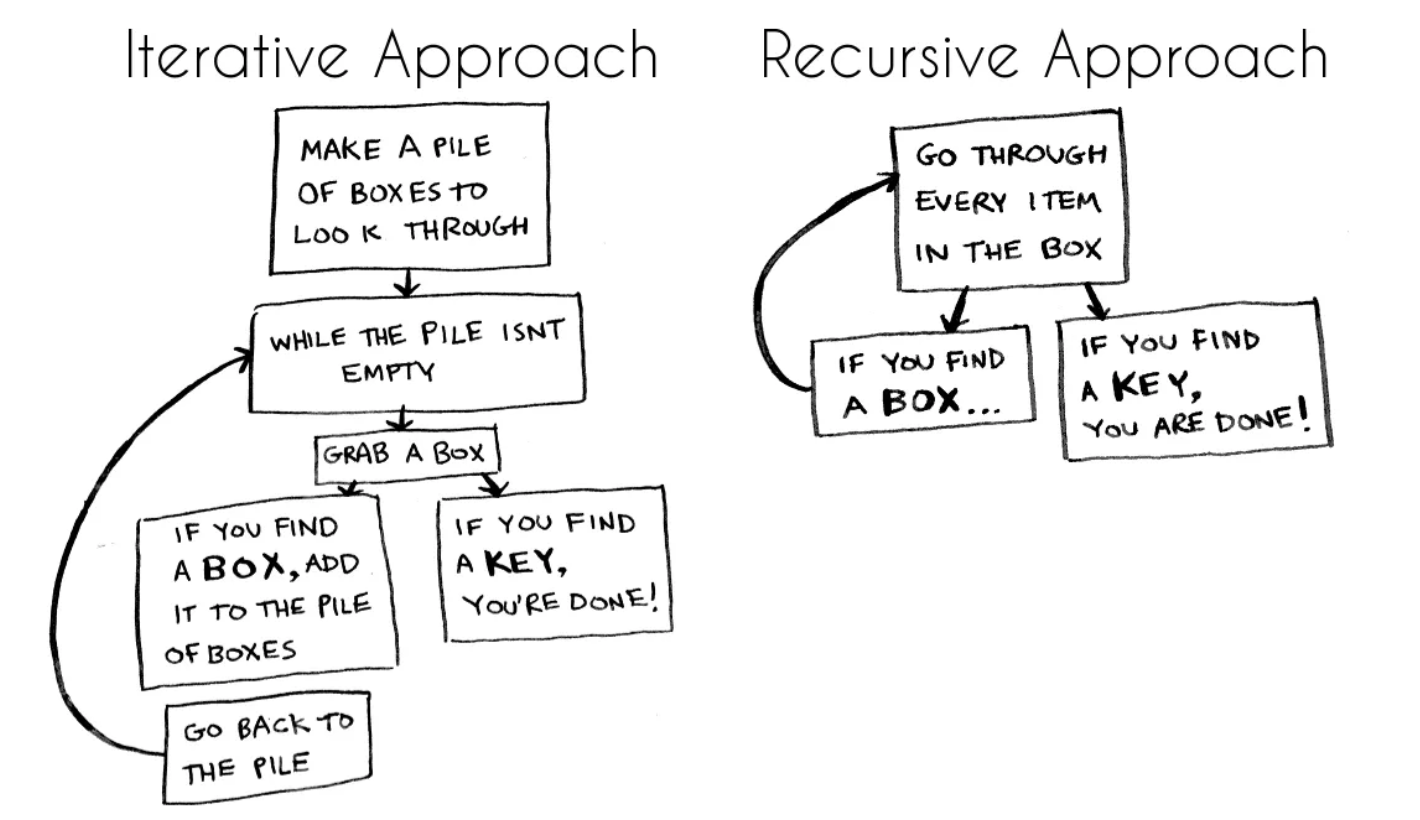 Iterative Approach
MAKE A PILE
OF BOXES TO
LOOK THROUGH
WHILE THE PILE ISNT
EMPTY
GRAB A BOX
IF YOU FIND
A BOX, ADD
IT TO THE PILE
OF BOXES
IF YOU FIND
A KEY,
YOU'RE DONE!
GO BACK TO
THE PILE
Recursive Approach
GO THROUGH
EVERY ITEM
IN THE BOX
IF YOU FIND
A BOX...
IF YOU FIND
A KEY,
YOU ARE DONE!